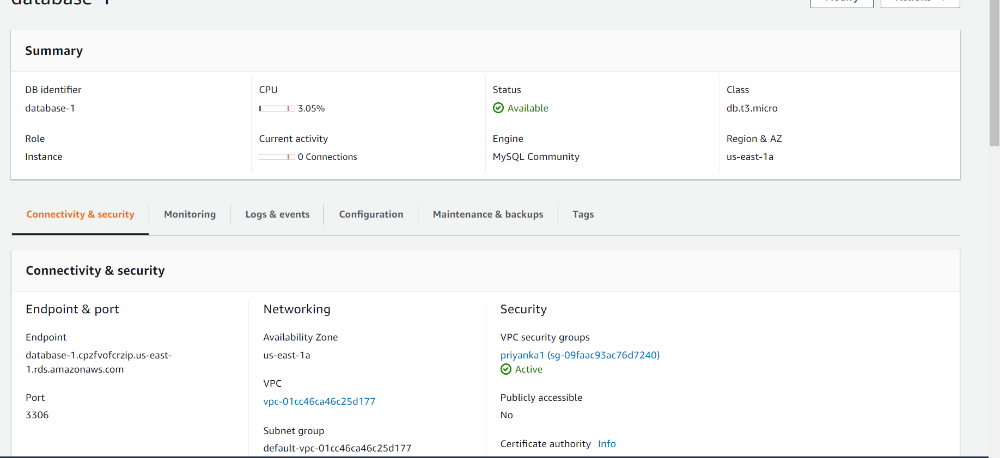 database-1
Modify
Actions
Summary
DB identifier
database-1
CPU
3.05%
Status
Available
Class
db.t3.micro
Role
Instance
Current activity
0 Connections
Engine
MySQL Community
Region & AZ
us-east-1a
Connectivity & security
Monitoring
Logs & events
Configuration
Maintenance & backups
Tags
Connectivity & security
Endpoint & port
Endpoint
database-1.cpzfvofcrzip.us-east-
1.rds.amazonaws.com
Port
3306
Networking
Availability Zone
us-east-1a
VPC
vpc-01cc46ca46c25d177
Subnet group
default-vpc-01cc46ca46c25d177
Security
VPC security groups
priyanka1 (sg-09faac93ac76d7240)
Active
Publicly accessible
No
Certificate authority Info